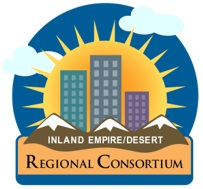 INLAND EMPIRE/DESERT
REGIONAL CONSORTIUM